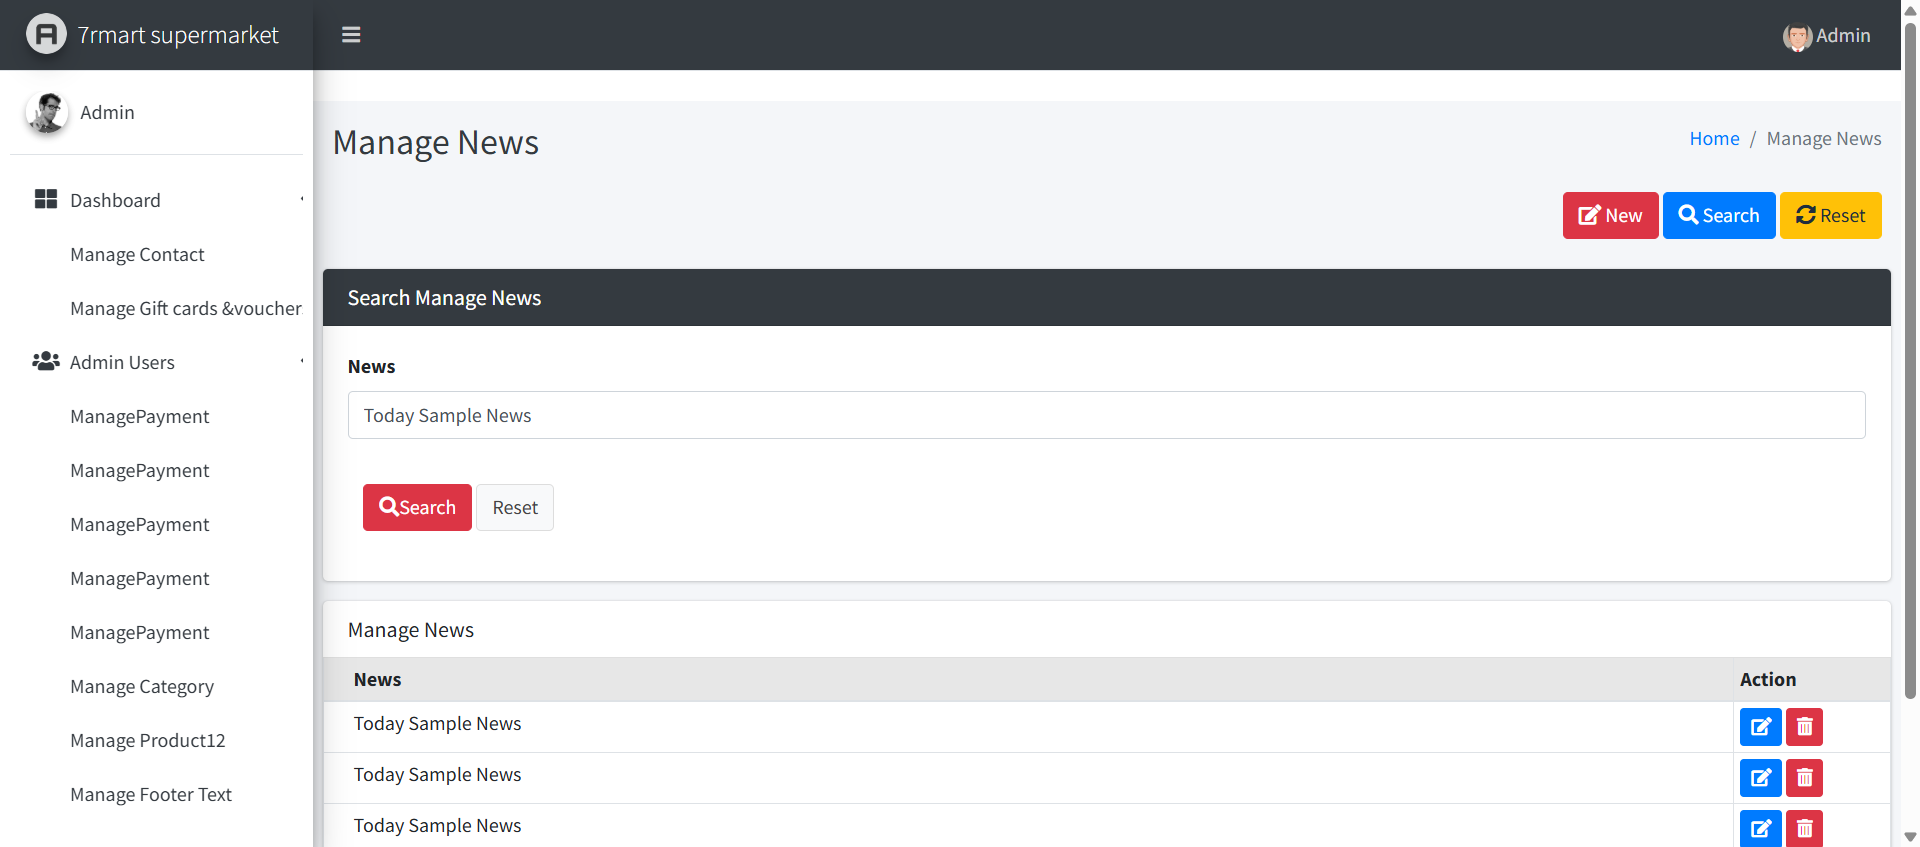 7rmart supermarket
Admin
Admin
Dashboard
Manage Contact
Manage Gift cards &voucher
Admin Users
ManagePayment
ManagePayment
ManagePayment
ManagePayment
ManagePayment
Manage Category
Manage Product12
Manage Footer Text
Manage News
Home / Manage News
New
Search
Reset
Search Manage News
News
Today Sample News
Search
Reset
Manage News
News Action
Today Sample News
Today Sample News
Today Sample News